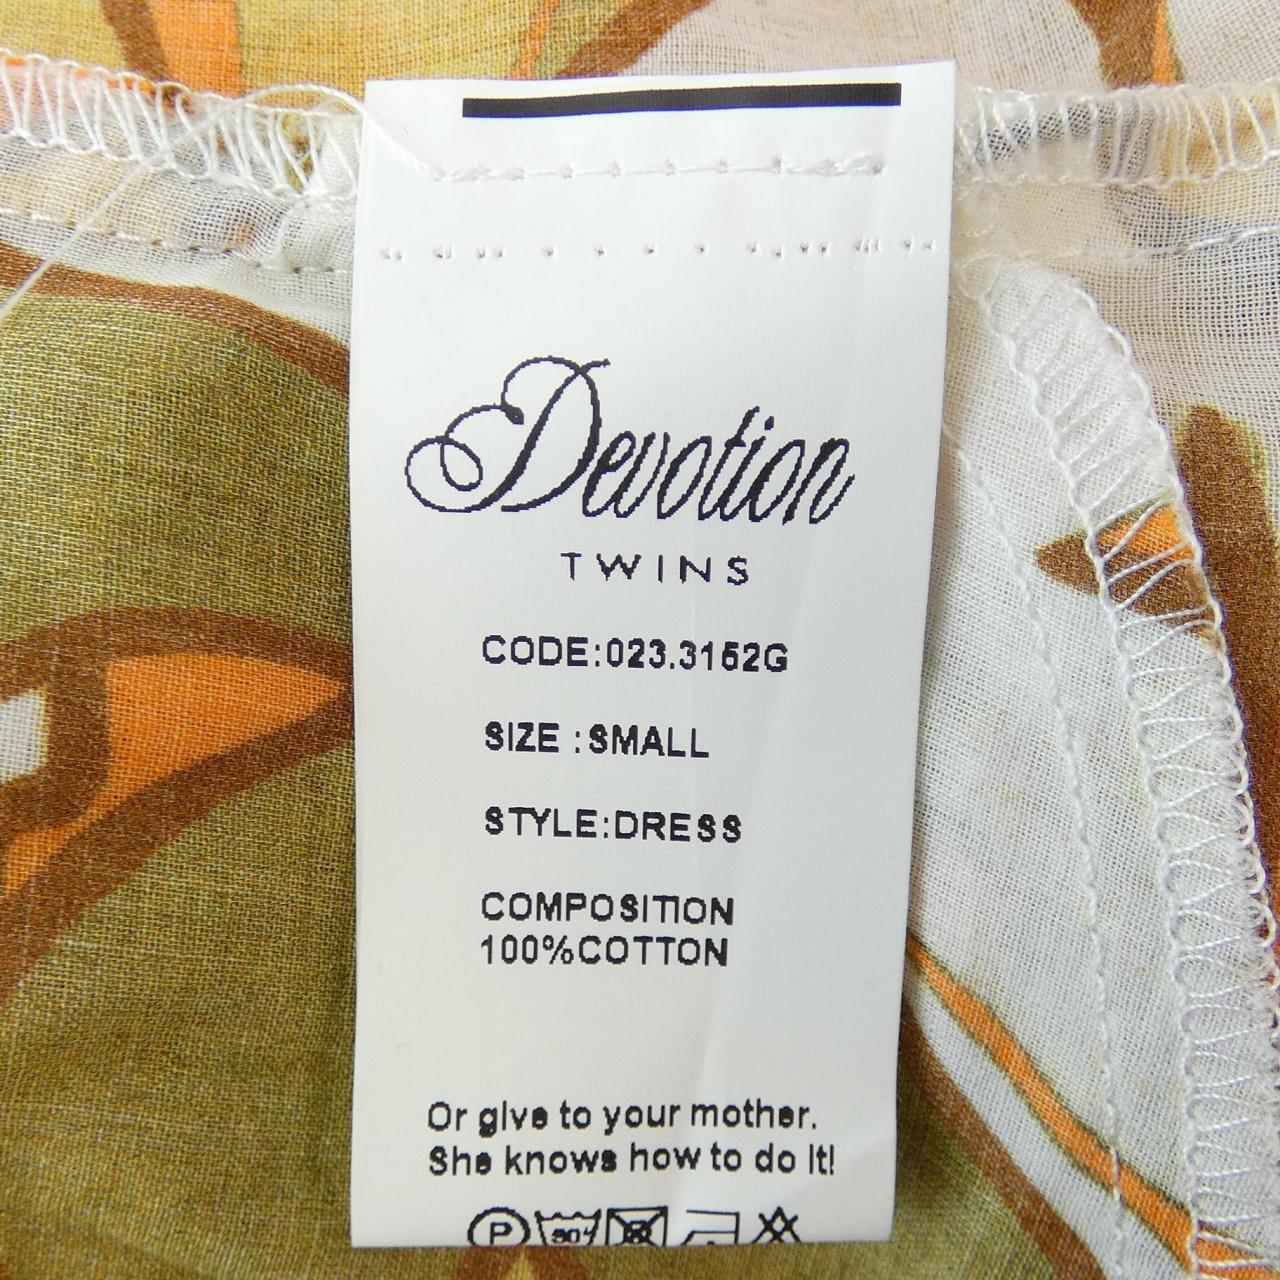 Devotion
TWINS
CODE:023.3152G
SIZE :SMALL
STYLE:DRESS
COMPOSITION
100%COTTON
Or give to your mother.
She knows how to do it!
P 30°